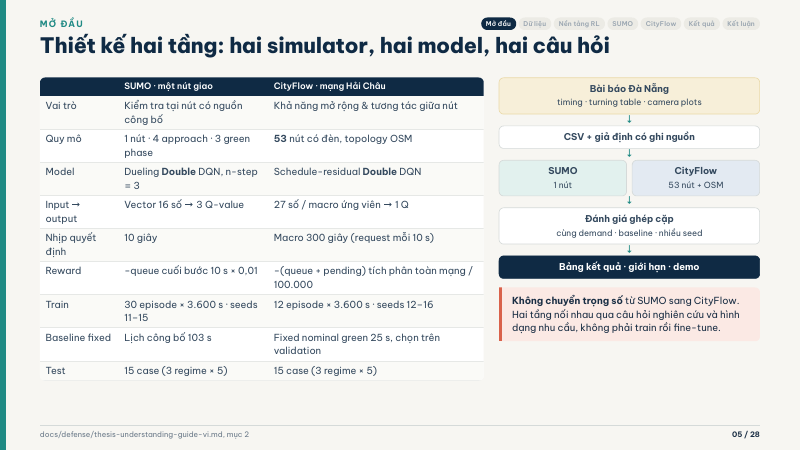 MỞ ĐẦU
Mở đầu
Dữ liệu
Nền tảng RL
SUMO
CityFlow
Kết quả
Kết luận
Thiết kế hai tầng: hai simulator, hai model, hai câu hỏi
SUMO · một nút giao
CityFlow · mạng Hải Châu
Vai trò
Kiểm tra tại nút có nguồn
công bố
Khả năng mở rộng & tương tác giữa nút
Quy mô
1 nút · 4 approach · 3 green
phase
53 nút có đèn, topology OSM
Model
Dueling Double DQN, n-step
= 3
Schedule-residual Double DQN
Input →
output
Vector 16 số → 3 Q-value
27 số / macro ứng viên → 1 Q
Nhịp quyết
định
10 giây
Macro 300 giây (request mỗi 10 s)
Reward
−queue cuối bước 10 s × 0,01
−(queue + pending) tích phân toàn mạng /
100.000
Train
30 episode × 3.600 s · seeds
11–15
12 episode × 3.600 s · seeds 12–16
Baseline fixed
Lịch công bố 103 s
Fixed nominal green 25 s, chọn trên
validation
Test
15 case (3 regime × 5)
15 case (3 regime × 5)
Bài báo Đà Nẵng
timing · turning table · camera plots
↓
CSV + giả định có ghi nguồn
↓
SUMO
1 nút
CityFlow
53 nút + OSM
↓
Đánh giá ghép cặp
cùng demand · baseline · nhiều seed
↓
Bảng kết quả · giới hạn · demo
Không chuyển trọng số từ SUMO sang CityFlow.
Hai tầng nối nhau qua câu hỏi nghiên cứu và hình
dạng nhu cầu, không phải train rồi fine-tune.
docs/defense/thesis-understanding-guide-vi.md, mục 2
05 / 28